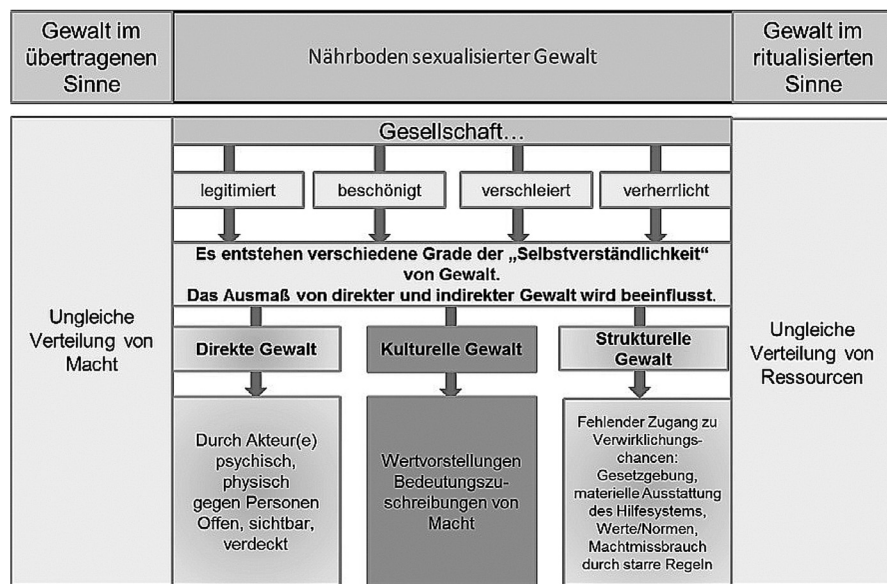 Gewalt im
übertragenen
Sinne
Nährboden sexualisierter Gewalt
Gewalt im
ritualisierten
Sinne
Gesellschaft...
legitimiert
beschönigt
verschleiert
verherrlicht
Es entstehen verschiedene Grade der „Selbstverständlichkeit“
von Gewalt.
Das Ausmaß von direkter und indirekter Gewalt wird beeinflusst.
Ungleiche
Verteilung von
Macht
Direkte Gewalt
Kulturelle Gewalt
Strukturelle
Gewalt
Ungleiche
Verteilung von
Ressourcen
Durch Akteur(e)
psychisch,
physisch
gegen Personen
Offen, sichtbar,
verdeckt
Wertvorstellungen
Bedeutungszu-
schreibungen von
Macht
Fehlender Zugang zu
Verwirklichungs-
chancen:
Gesetzgebung,
materielle Ausstattung
des Hilfesystems,
Werte/Normen,
Machtmissbrauch
durch starre Regeln